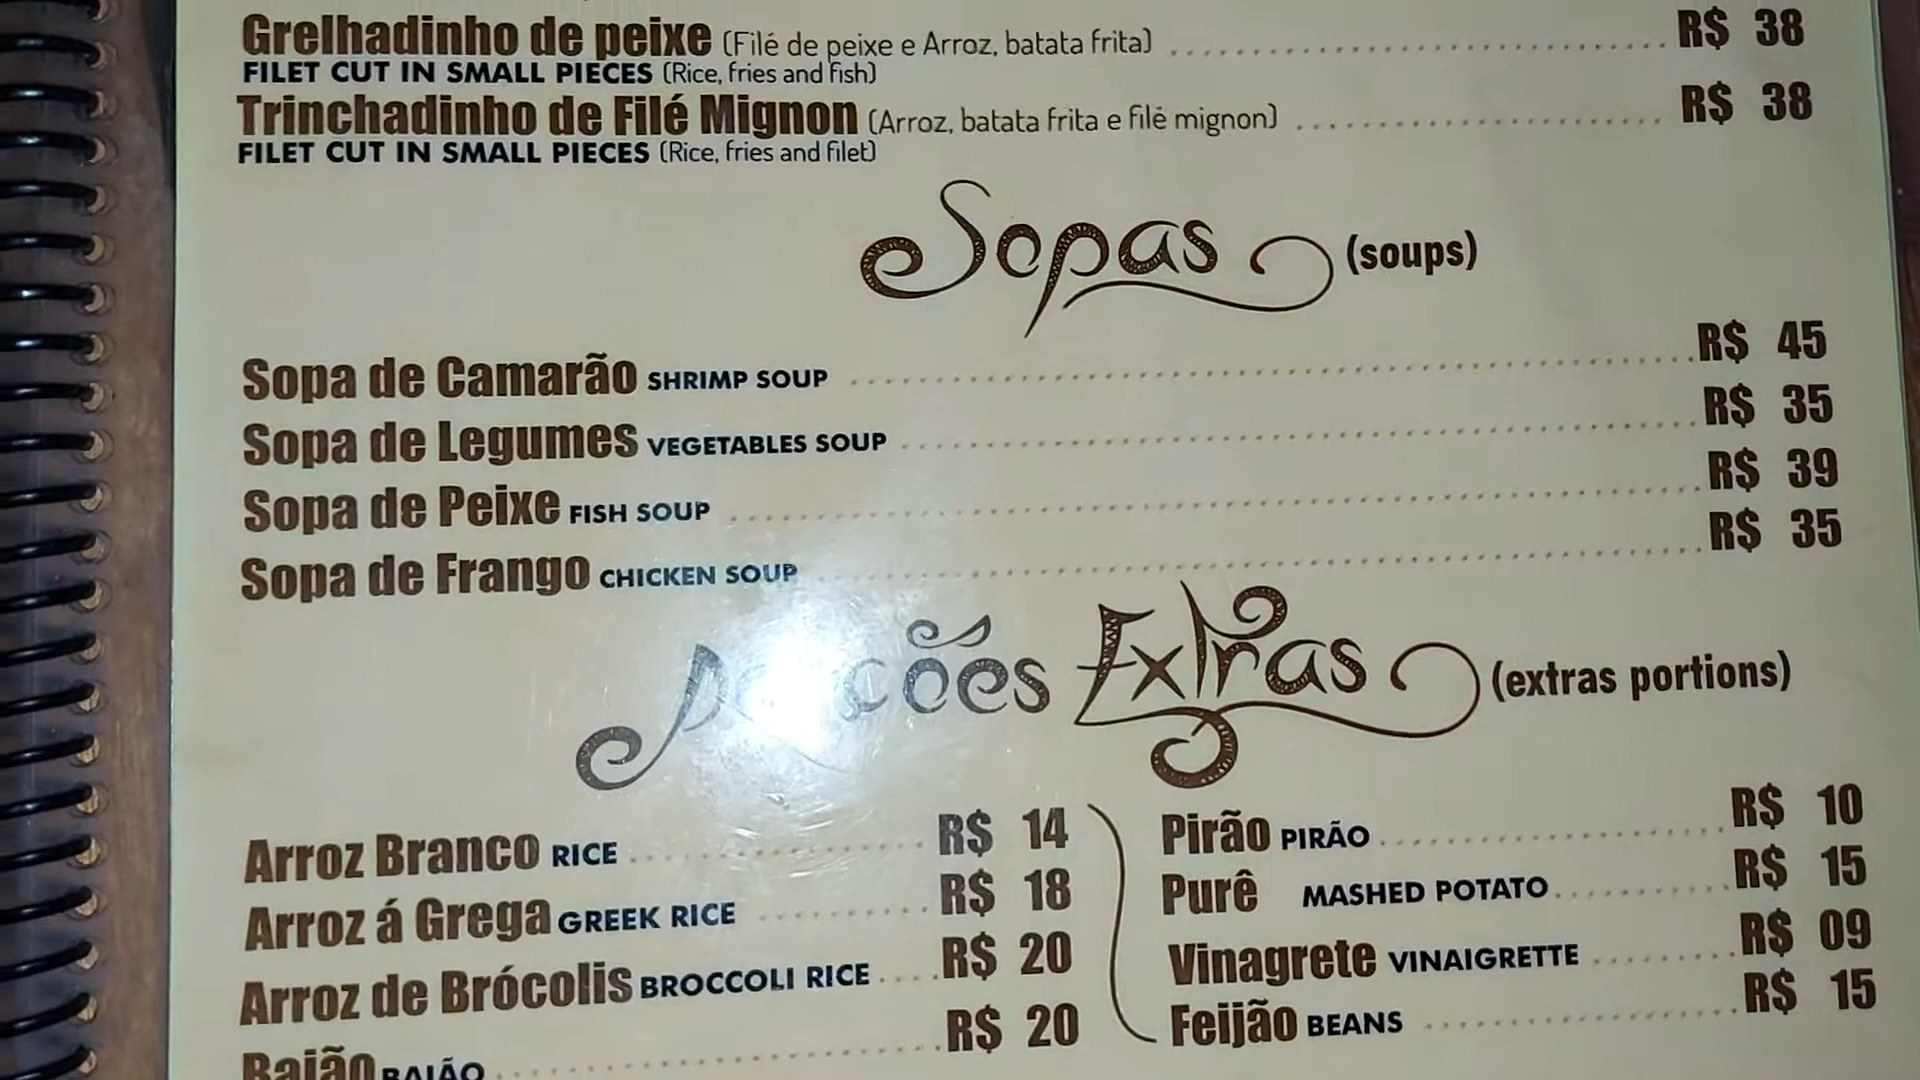 Grelhadinho de peixe (Filé de peixe e Arroz, batata frita) R$ 38
FILET CUT IN SMALL PIECES (Rice, fries and fish)
Trinchadinho de Filé Mignon (Arroz, batata frita e filé mignon) R$ 38
FILET CUT IN SMALL PIECES (Rice, fries and filet)
Sopas (soups)
Sopa de Camarão SHRIMP SOUP R$ 45
Sopa de Legumes VEGETABLES SOUP R$ 35
Sopa de Peixe FISH SOUP R$ 39
Sopa de Frango CHICKEN SOUP R$ 35
Porções Extras (extras portions)
Arroz Branco RICE R$ 14
Arroz á Grega GREEK RICE R$ 18
Arroz de Brócolis BROCCOLI RICE R$ 20
Baião BAIÃO R$ 20
Pirão PIRÃO R$ 10
Purê MASHED POTATO R$ 15
Vinagrete VINAIGRETTE R$ 09
Feijão BEANS R$ 15